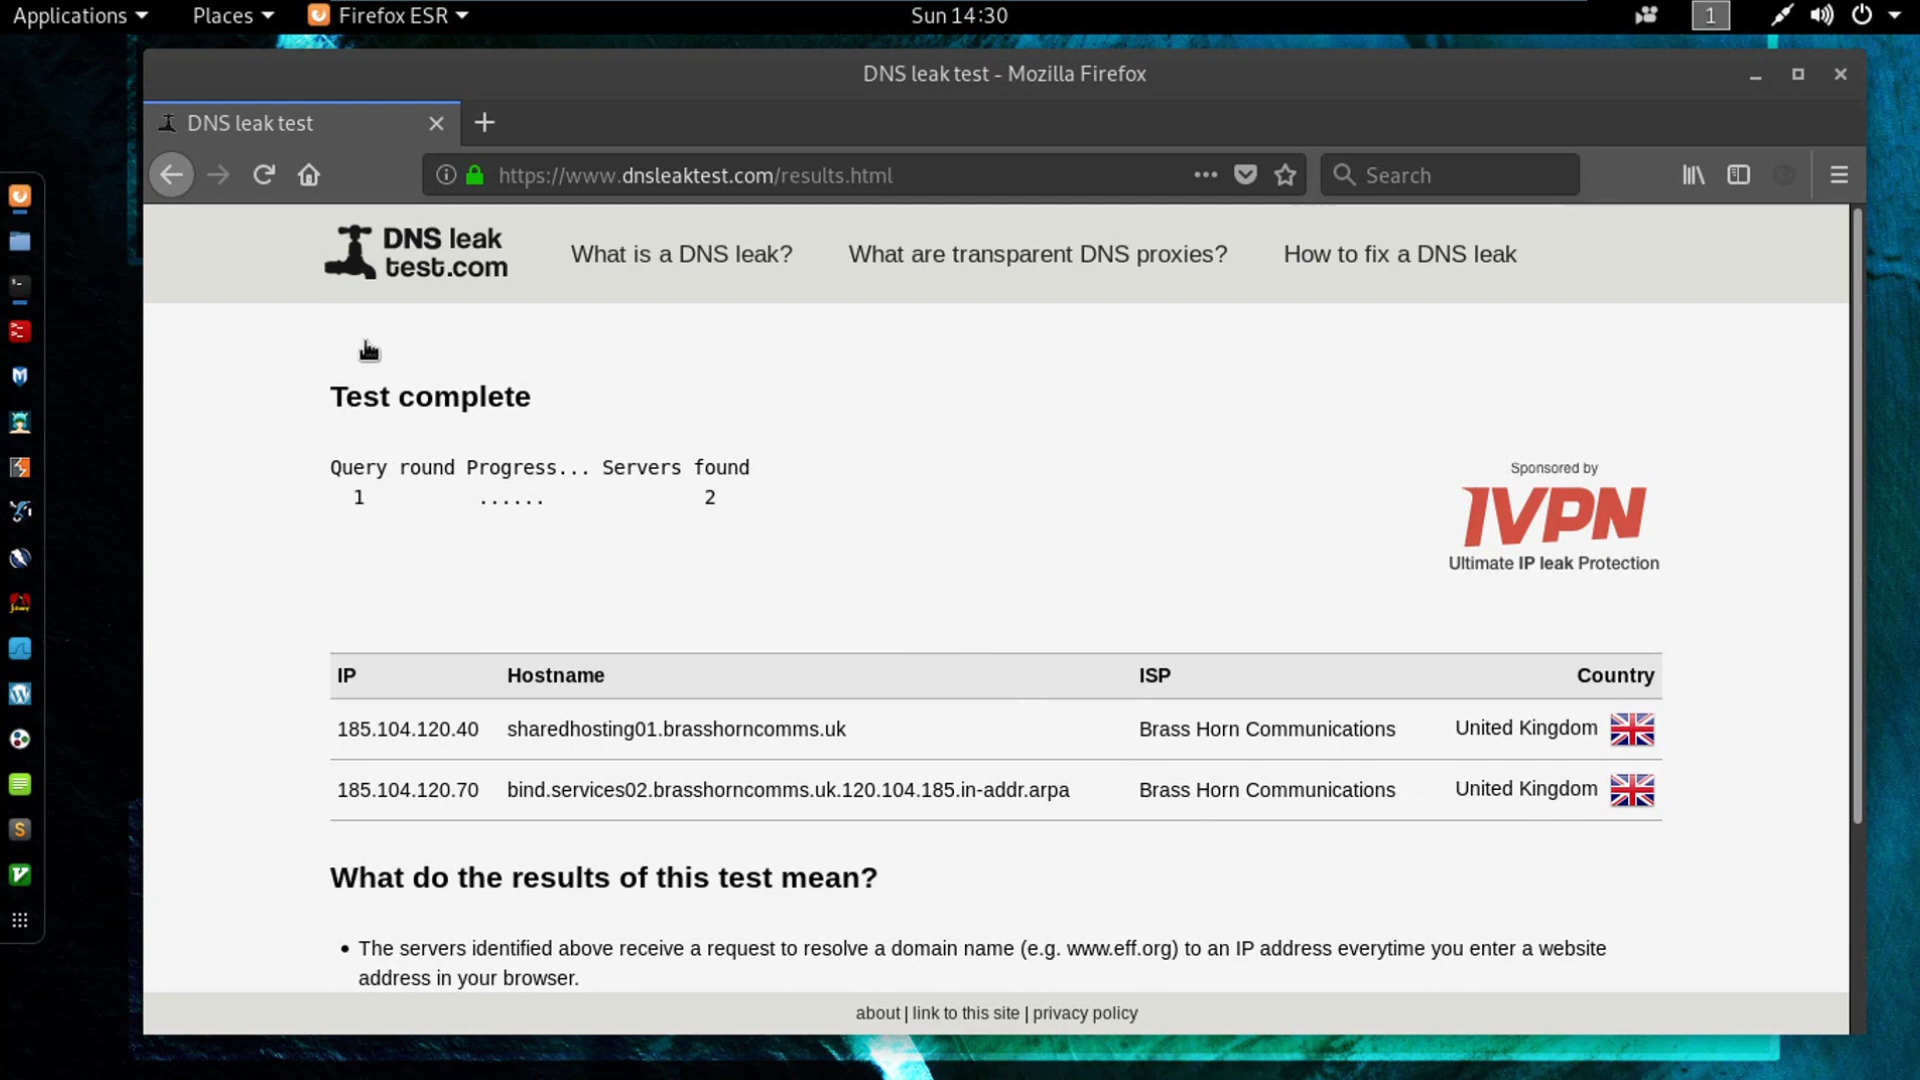 Applications Places Firefox ESR Sun 14:30 1
DNS leak test - Mozilla Firefox
DNS leak test
https://www.dnsleaktest.com/results.html Search
DNS leak
test.com
What is a DNS leak? What are transparent DNS proxies? How to fix a DNS leak
Test complete
Query round Progress... Servers found
1 ...... 2
Sponsored by
IVPN
Ultimate IP leak Protection
IP Hostname ISP Country
185.104.120.40 sharedhosting01.brasshorncomms.uk Brass Horn Communications United Kingdom
185.104.120.70 bind.services02.brasshorncomms.uk.120.104.185.in-addr.arpa Brass Horn Communications United Kingdom
What do the results of this test mean?
• The servers identified above receive a request to resolve a domain name (e.g. www.eff.org) to an IP address everytime you enter a website
address in your browser.
about | link to this site | privacy policy